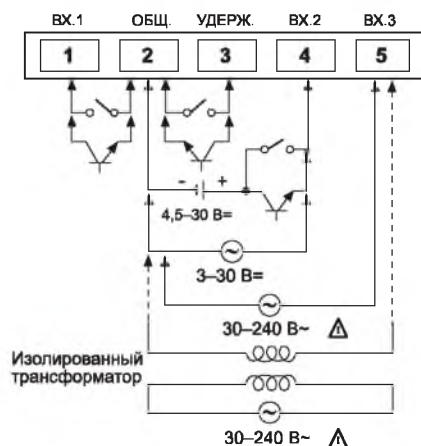 ВХ.1 ОБЩ. УДЕРЖ. ВХ.2 ВХ.3
1 2 3 4 5
- +
4,5–30 В=
3–30 В=
30–240 В~
Изолированный
трансформатор
30–240 В~